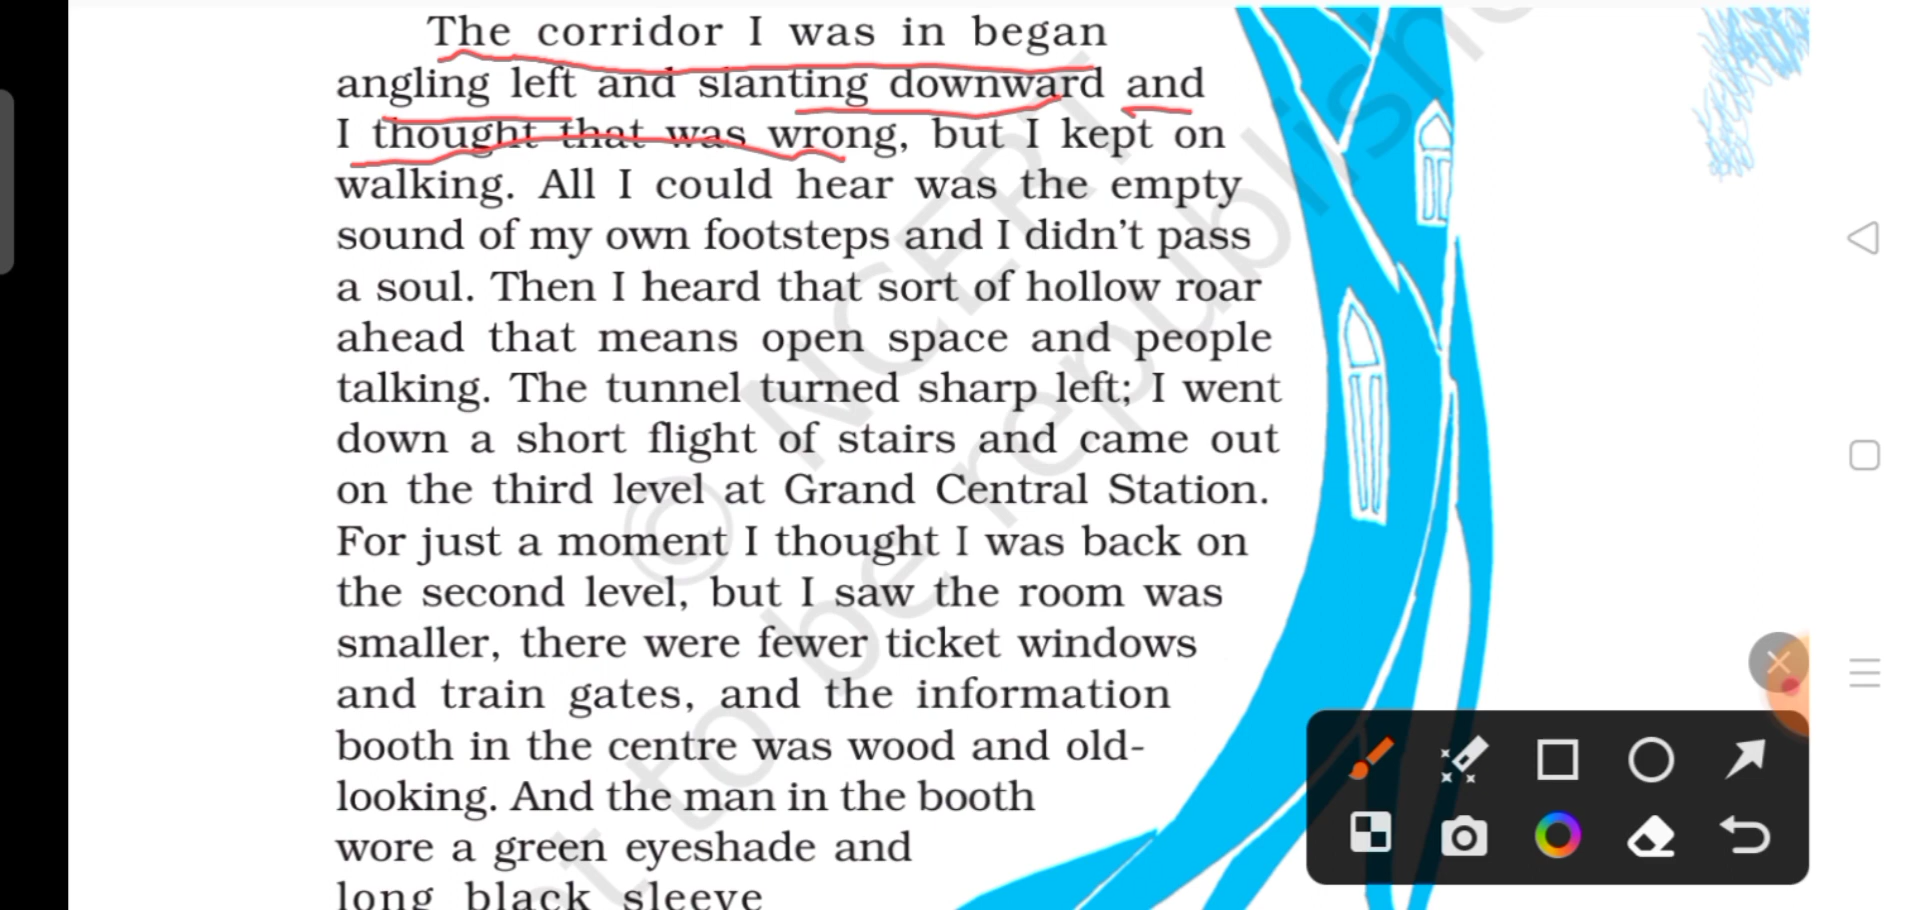 The corridor I was in began
angling left and slanting downward and
I thought that was wrong, but I kept on
walking. All I could hear was the empty
sound of my own footsteps and I didn't pass
a soul. Then I heard that sort of hollow roar
ahead that means open space and people
talking. The tunnel turned sharp left; I went
down a short flight of stairs and came out
on the third level at Grand Central Station.
For just a moment I thought I was back on
the second level, but I saw the room was
smaller, there were fewer ticket windows
and train gates, and the information
booth in the centre was wood and old-
looking. And the man in the booth
wore a green eyeshade and
long black sleeve
© NCERT
not to be republished